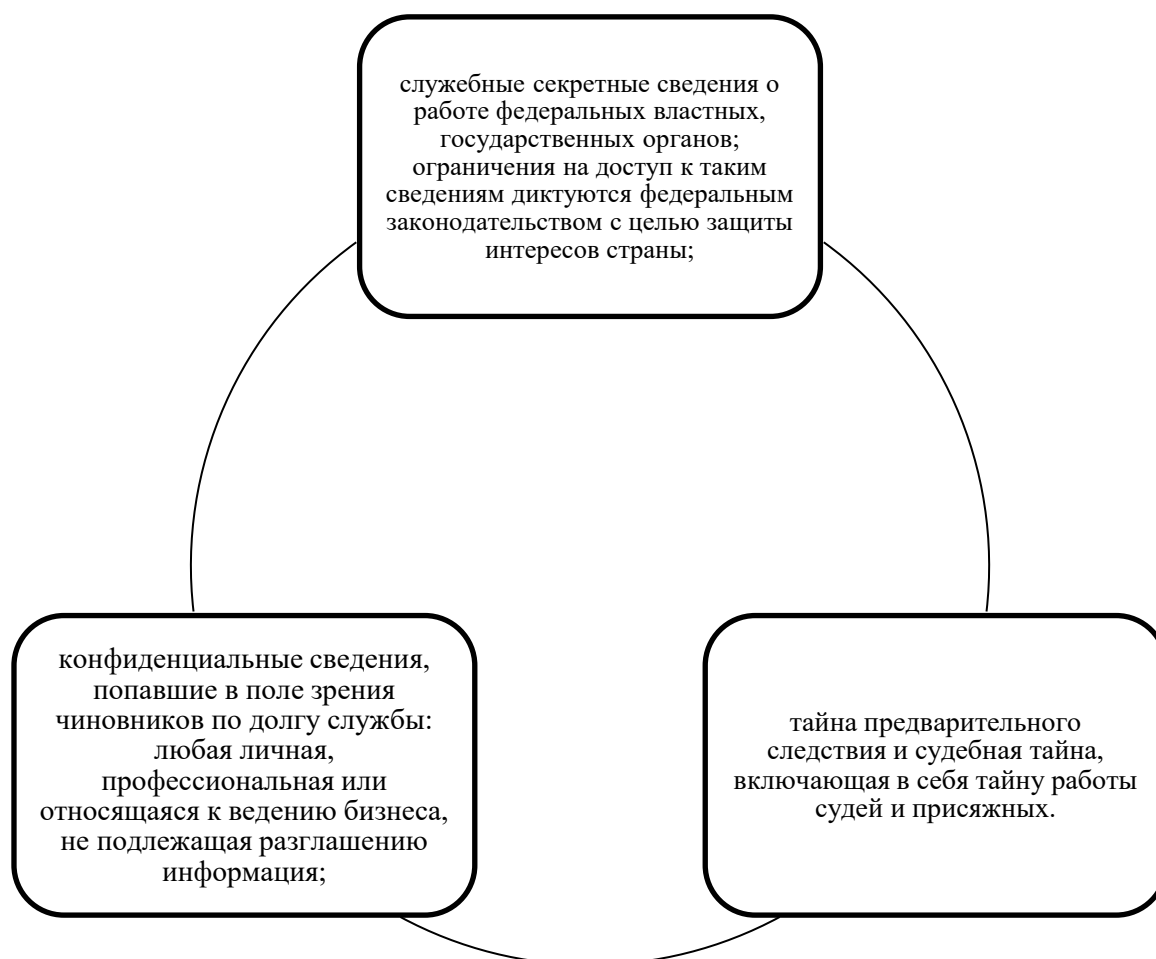 служебные секретные сведения о
работе федеральных властных,
государственных органов;
ограничения на доступ к таким
сведениям диктуются федеральным
законодательством с целью защиты
интересов страны;
конфиденциальные сведения,
попавшие в поле зрения
чиновников по долгу службы:
любая личная,
профессиональная или
относящаяся к ведению бизнеса,
не подлежащая разглашению
информация;
тайна предварительного
следствия и судебная тайна,
включающая в себя тайну работы
судей и присяжных.